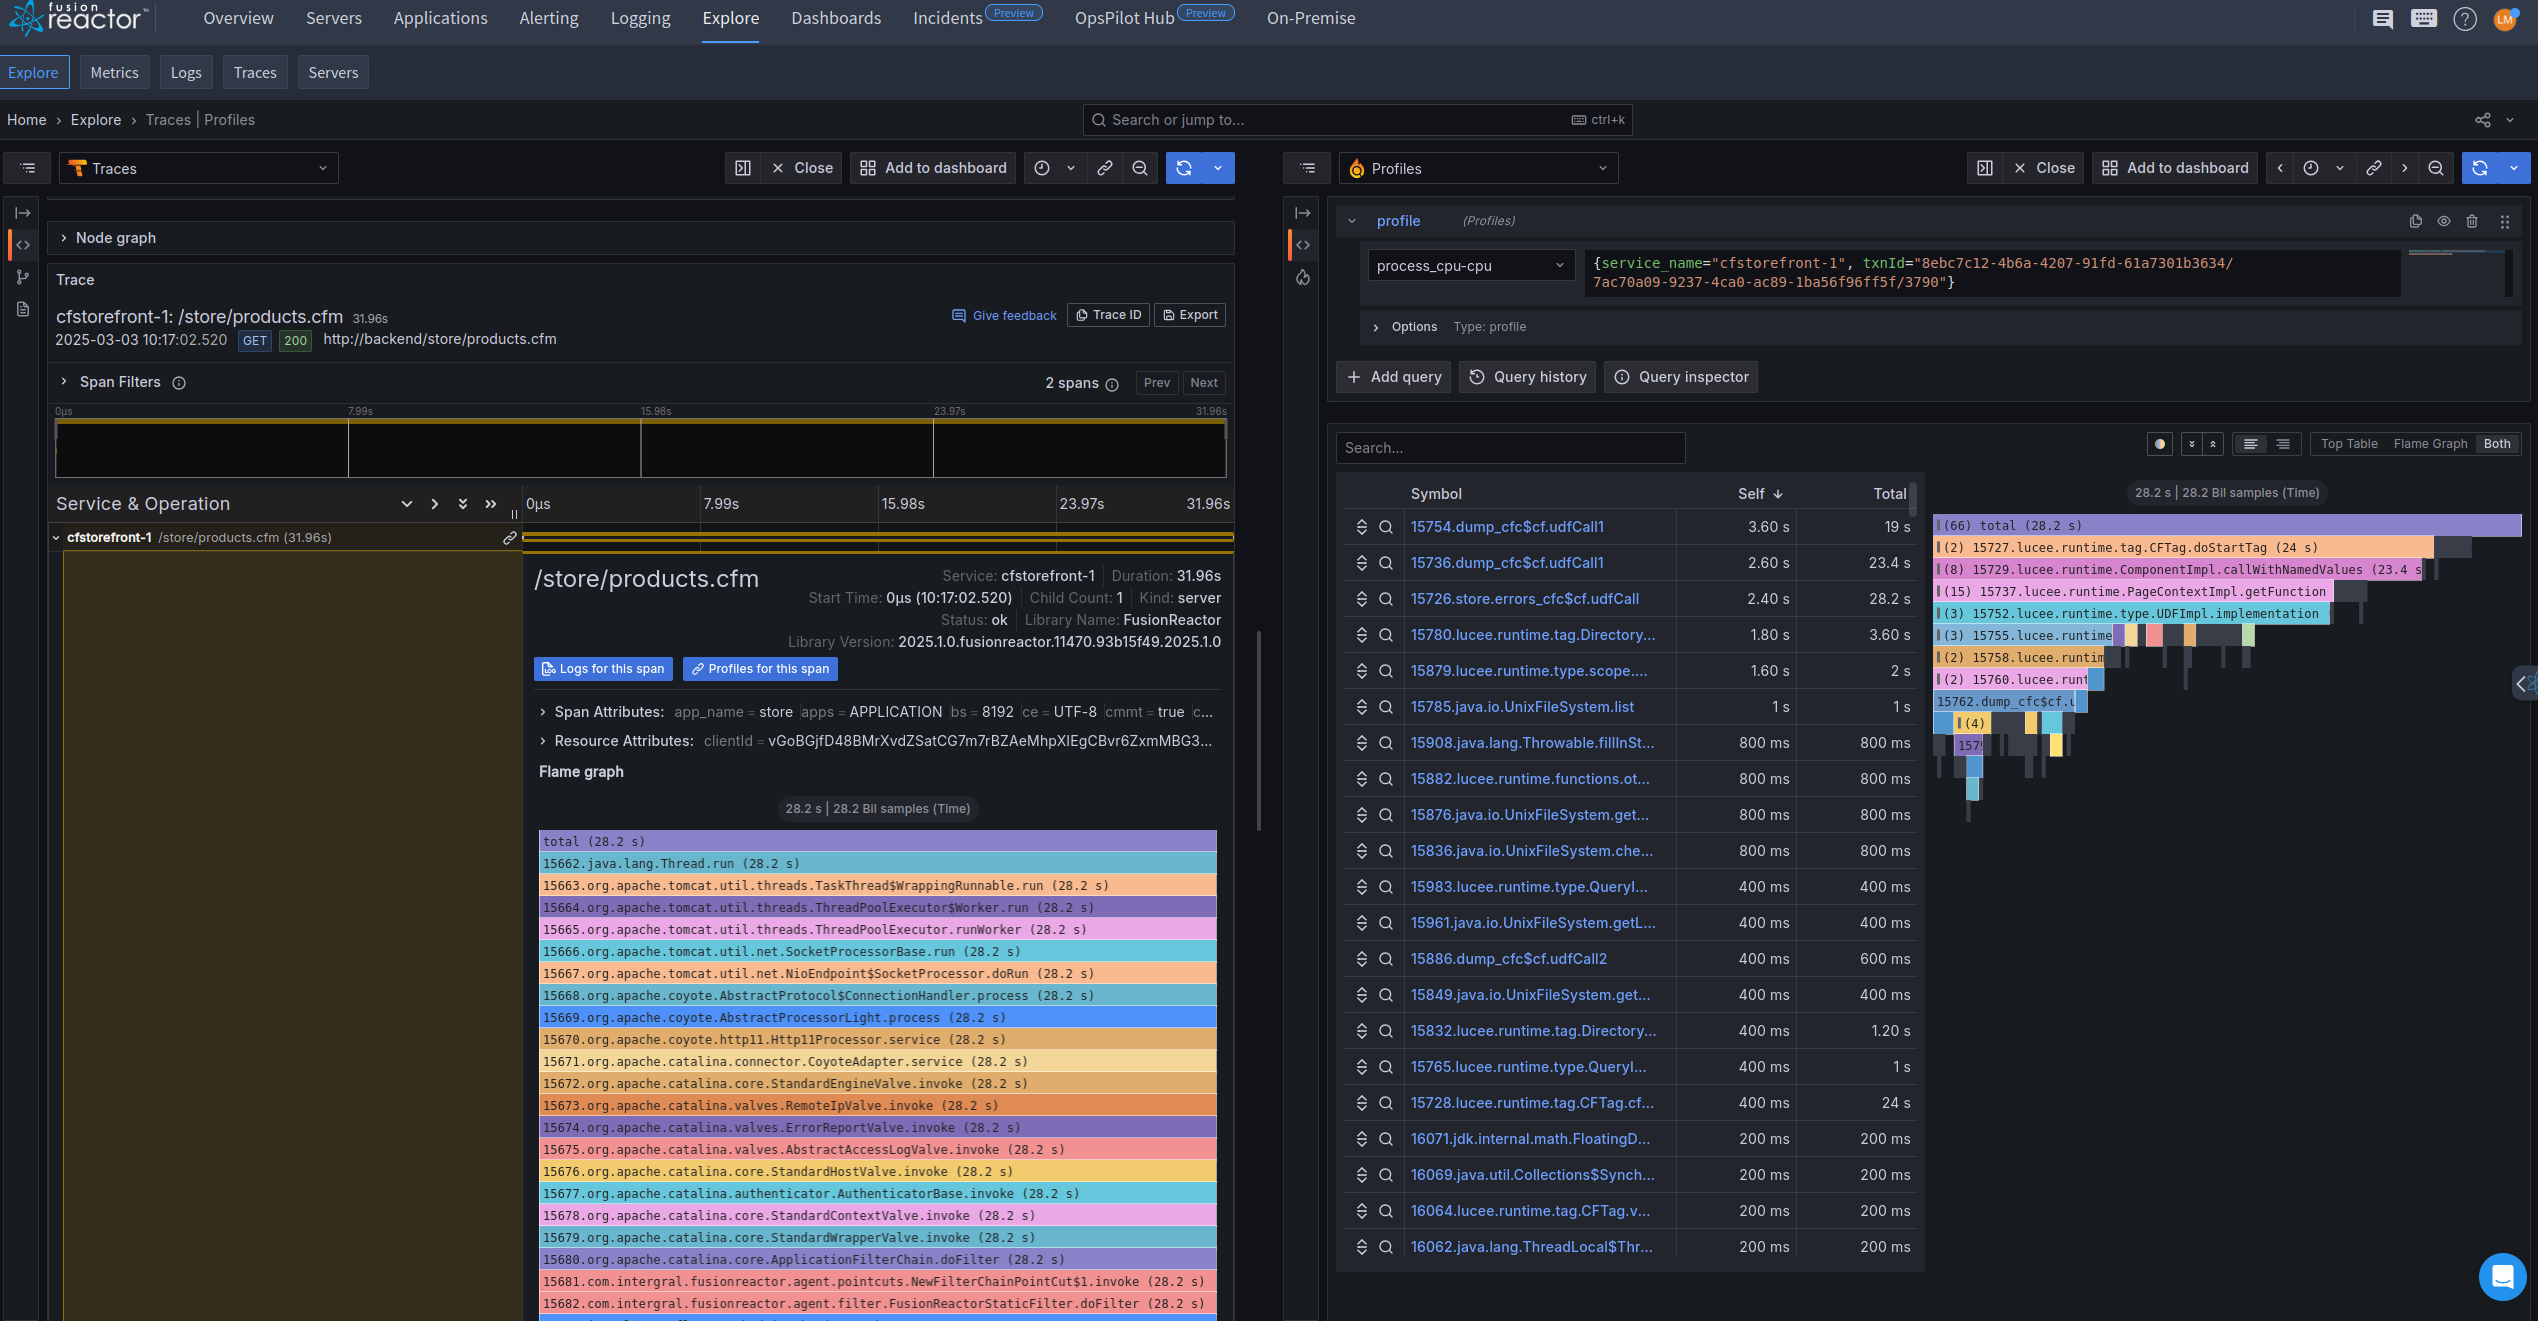 fusion
reactor
Overview Servers Applications Alerting Logging Explore Dashboards Incidents Preview OpsPilot Hub Preview On-Premise
LM
Explore Metrics Logs Traces Servers
Home › Explore › Traces | Profiles
Search or jump to... ctrl+k
Traces
Close Add to dashboard
Node graph
Trace
cfstorefront-1: /store/products.cfm 31.96s
Give feedback Trace ID Export
2025-03-03 10:17:02.520 GET 200 http://backend/store/products.cfm
Span Filters
2 spans Prev Next
0μs 7.99s 15.98s 23.97s 31.96s
Service & Operation
0μs 7.99s 15.98s 23.97s 31.96s
cfstorefront-1 /store/products.cfm (31.96s)
/store/products.cfm
Service: cfstorefront-1 Duration: 31.96s
Start Time: 0μs (10:17:02.520) Child Count: 1 Kind: server
Status: ok Library Name: FusionReactor
Library Version: 2025.1.0.fusionreactor.11470.93b15f49.2025.1.0
Logs for this span Profiles for this span
Span Attributes: app_name = store apps = APPLICATION bs = 8192 ce = UTF-8 cmmt = true c...
Resource Attributes: clientId = vGoBGjfD48BMrXvdZSatCG7m7rBZAeMhpXIEgCBvr6ZxmMBG3...
Flame graph
28.2 s | 28.2 Bil samples (Time)
total (28.2 s)
15662.java.lang.Thread.run (28.2 s)
15663.org.apache.tomcat.util.threads.TaskThread$WrappingRunnable.run (28.2 s)
15664.org.apache.tomcat.util.threads.ThreadPoolExecutor$Worker.run (28.2 s)
15665.org.apache.tomcat.util.threads.ThreadPoolExecutor.runWorker (28.2 s)
15666.org.apache.tomcat.util.net.SocketProcessorBase.run (28.2 s)
15667.org.apache.tomcat.util.net.NioEndpoint$SocketProcessor.doRun (28.2 s)
15668.org.apache.coyote.AbstractProtocol$ConnectionHandler.process (28.2 s)
15669.org.apache.coyote.AbstractProcessorLight.process (28.2 s)
15670.org.apache.coyote.http11.Http11Processor.service (28.2 s)
15671.org.apache.catalina.connector.CoyoteAdapter.service (28.2 s)
15672.org.apache.catalina.core.StandardEngineValve.invoke (28.2 s)
15673.org.apache.catalina.valves.RemoteIpValve.invoke (28.2 s)
15674.org.apache.catalina.valves.ErrorReportValve.invoke (28.2 s)
15675.org.apache.catalina.valves.AbstractAccessLogValve.invoke (28.2 s)
15676.org.apache.catalina.core.StandardHostValve.invoke (28.2 s)
15677.org.apache.catalina.authenticator.AuthenticatorBase.invoke (28.2 s)
15678.org.apache.catalina.core.StandardContextValve.invoke (28.2 s)
15679.org.apache.catalina.core.StandardWrapperValve.invoke (28.2 s)
15680.org.apache.catalina.core.ApplicationFilterChain.doFilter (28.2 s)
15681.com.intergral.fusionreactor.agent.pointcuts.NewFilterChainPointCut$1.invoke (28.2 s)
15682.com.intergral.fusionreactor.agent.filter.FusionReactorStaticFilter.doFilter (28.2 s)
Profiles
Close Add to dashboard
profile (Profiles)
process_cpu-cpu
{service_name="cfstorefront-1", txnId="8ebc7c12-4b6a-4207-91fd-61a7301b3634/
7ac70a09-9237-4ca0-ac89-1ba56f96ff5f/3790"}
Options Type: profile
Add query Query history Query inspector
Search...
Top Table Flame Graph Both
Symbol Self Total
15754.dump_cfc$cf.udfCall1 3.60 s 19 s
15736.dump_cfc$cf.udfCall1 2.60 s 23.4 s
15726.store.errors_cfc$cf.udfCall 2.40 s 28.2 s
15780.lucee.runtime.tag.Directory... 1.80 s 3.60 s
15879.lucee.runtime.type.scope.... 1.60 s 2 s
15785.java.io.UnixFileSystem.list 1 s 1 s
15908.java.lang.Throwable.fillInSt... 800 ms 800 ms
15882.lucee.runtime.functions.ot... 800 ms 800 ms
15876.java.io.UnixFileSystem.get... 800 ms 800 ms
15836.java.io.UnixFileSystem.che... 800 ms 800 ms
15983.lucee.runtime.type.QueryI... 400 ms 400 ms
15961.java.io.UnixFileSystem.getL... 400 ms 400 ms
15886.dump_cfc$cf.udfCall2 400 ms 600 ms
15849.java.io.UnixFileSystem.get... 400 ms 400 ms
15832.lucee.runtime.tag.Directory... 400 ms 1.20 s
15765.lucee.runtime.type.QueryI... 400 ms 1 s
15728.lucee.runtime.tag.CFTag.cf... 400 ms 24 s
16071.jdk.internal.math.FloatingD... 200 ms 200 ms
16069.java.util.Collections$Synch... 200 ms 200 ms
16064.lucee.runtime.tag.CFTag.v... 200 ms 200 ms
16062.java.lang.ThreadLocal$Thr... 200 ms 200 ms
28.2 s | 28.2 Bil samples (Time)
(66) total (28.2 s)
(2) 15727.lucee.runtime.tag.CFTag.doStartTag (24 s)
(8) 15729.lucee.runtime.ComponentImpl.callWithNamedValues (23.4 s
(15) 15737.lucee.runtime.PageContextImpl.getFunction
(3) 15752.lucee.runtime.type.UDFImpl.implementation
(3) 15755.lucee.runtime
(2) 15758.lucee.runtim
(2) 15760.lucee.runt
15762.dump_cfc$cf.u
(4)
1579